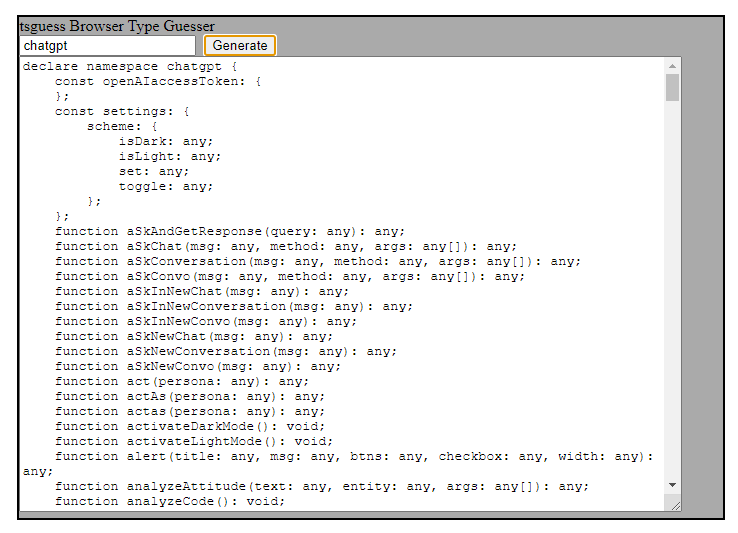 tsguess Browser Type Guesser
chatgpt Generate
declare namespace chatgpt {
    const openAIaccessToken: {
    };
    const settings: {
        scheme: {
            isDark: any;
            isLight: any;
            set: any;
            toggle: any;
        };
    };
    function aSkAndGetResponse(query: any): any;
    function aSkChat(msg: any, method: any, args: any[]): any;
    function aSkConversation(msg: any, method: any, args: any[]): any;
    function aSkConvo(msg: any, method: any, args: any[]): any;
    function aSkInNewChat(msg: any): any;
    function aSkInNewConversation(msg: any): any;
    function aSkInNewConvo(msg: any): any;
    function aSkNewChat(msg: any): any;
    function aSkNewConversation(msg: any): any;
    function aSkNewConvo(msg: any): any;
    function act(persona: any): any;
    function actAs(persona: any): any;
    function actas(persona: any): any;
    function activateDarkMode(): void;
    function activateLightMode(): void;
    function alert(title: any, msg: any, btns: any, checkbox: any, width: any):
any;
    function analyzeAttitude(text: any, entity: any, args: any[]): any;
    function analyzeCode(): void;